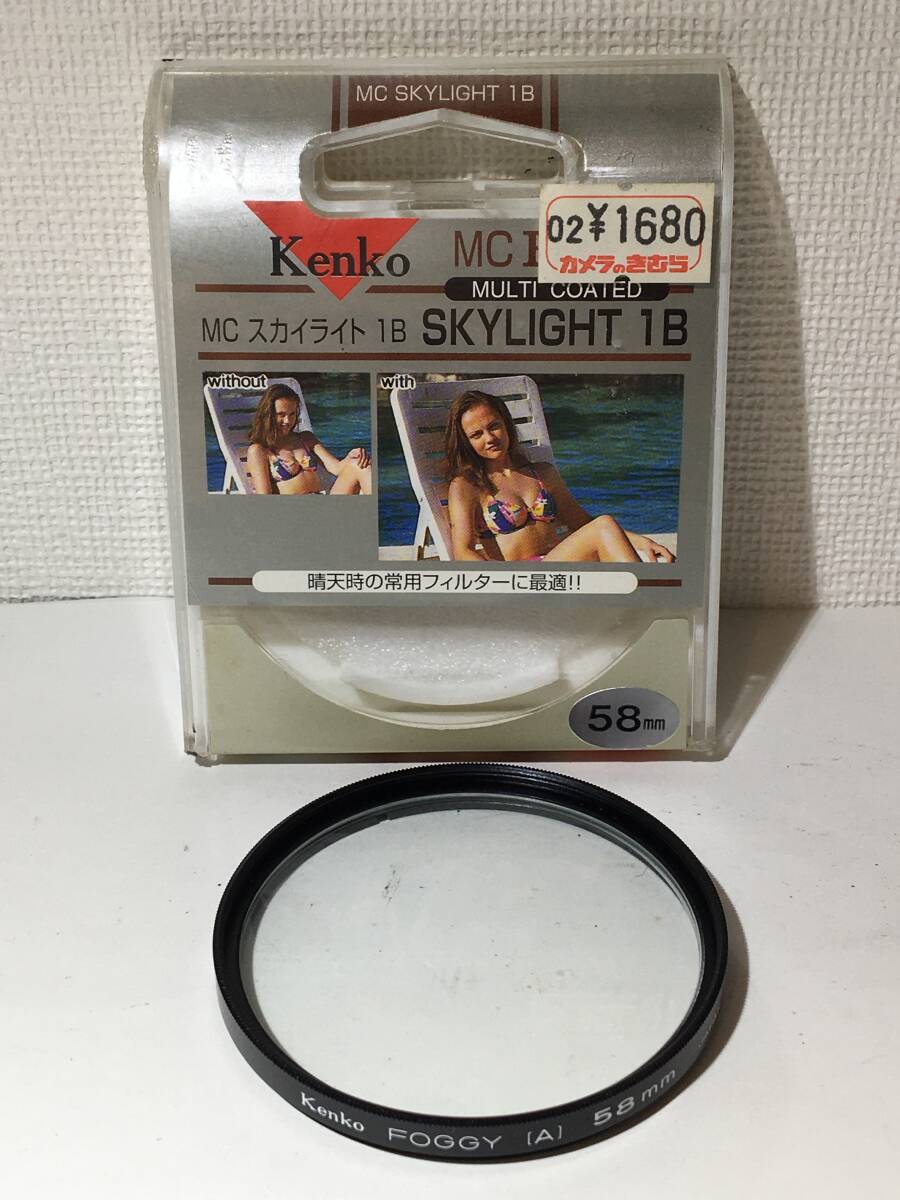 MC SKYLIGHT 1B
Kenko
MC
02 ¥1680
カメラのきむら
MULTI COATED
MC スカイライト 1B SKYLIGHT 1B
without
with
晴天時の常用フィルターに最適!!
58mm
Kenko FOGGY [A] 58mm